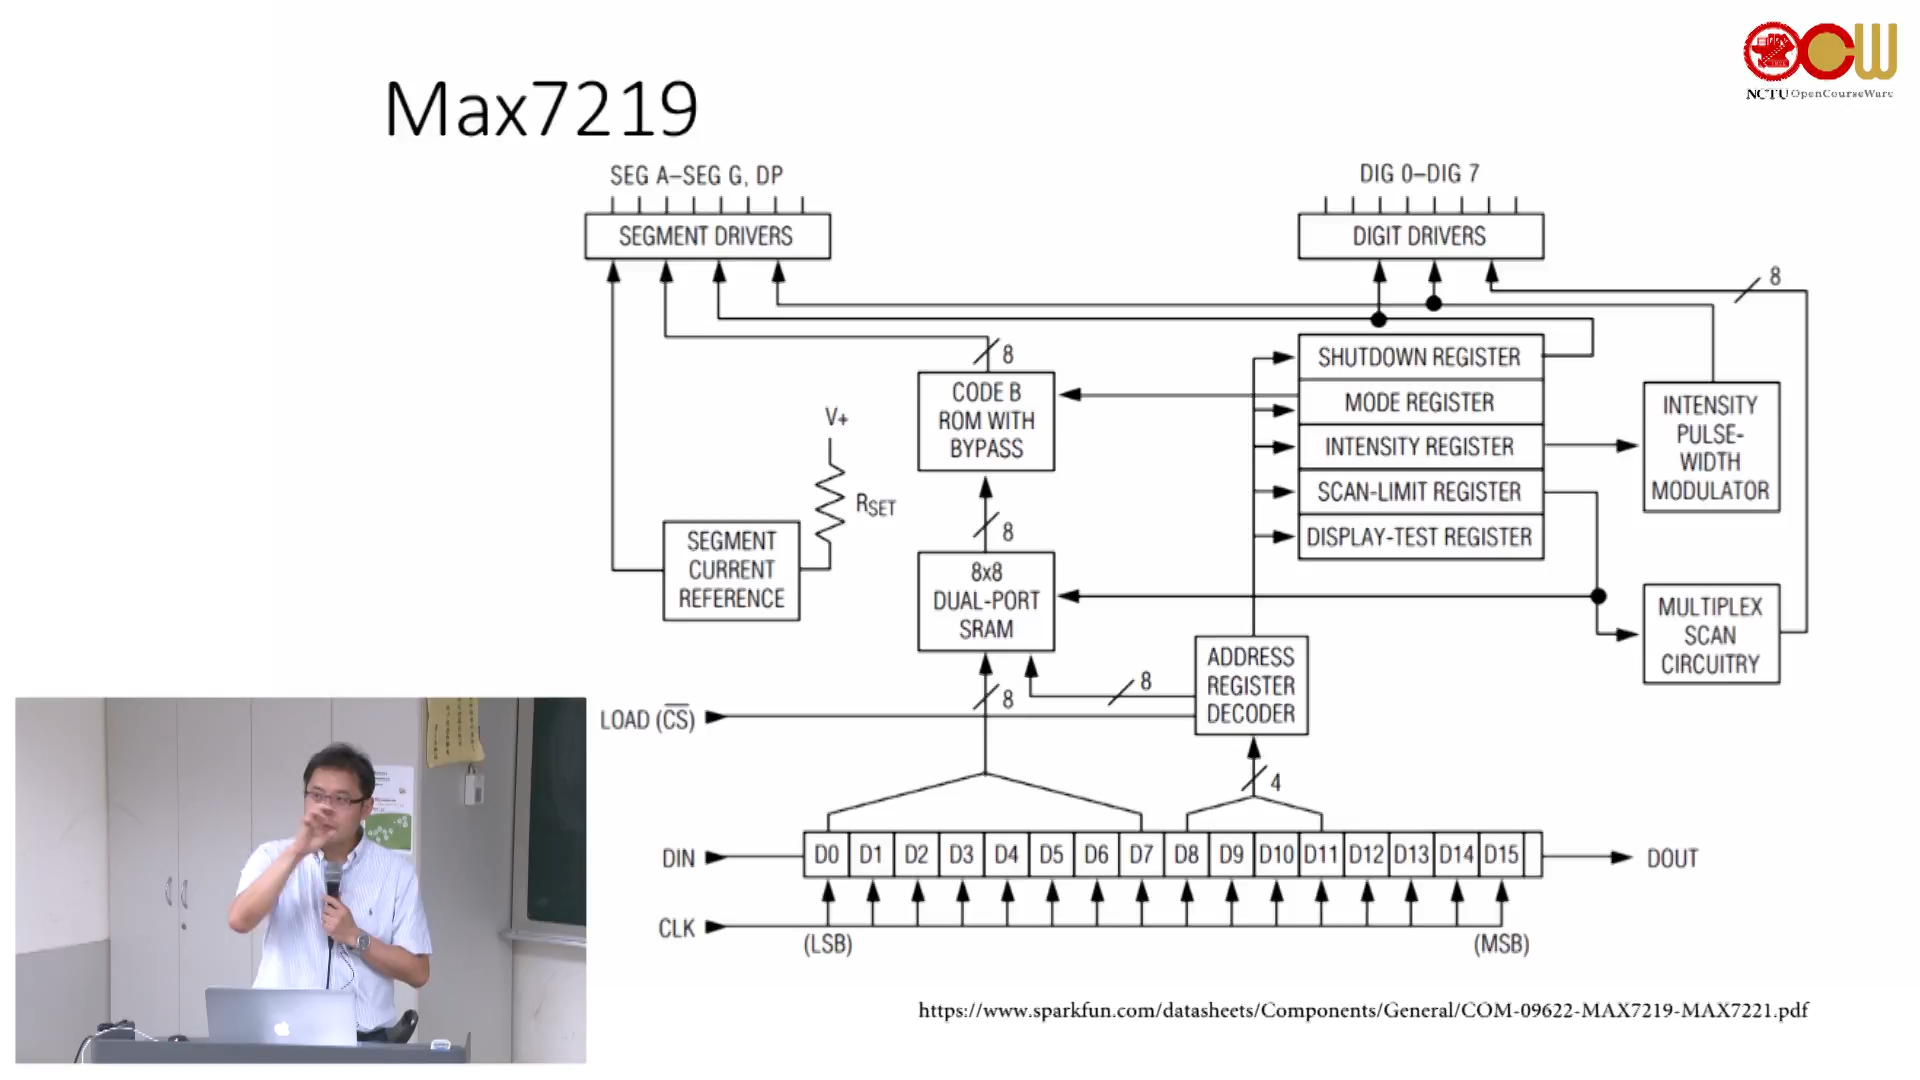 NCTU OpenCourseWare
Max7219
SEG A–SEG G, DP
DIG 0–DIG 7
SEGMENT DRIVERS
DIGIT DRIVERS
8
8
CODE B
ROM WITH
BYPASS
SHUTDOWN REGISTER
MODE REGISTER
INTENSITY REGISTER
SCAN-LIMIT REGISTER
DISPLAY-TEST REGISTER
INTENSITY
PULSE-
WIDTH
MODULATOR
V+
RSET
SEGMENT
CURRENT
REFERENCE
8
8x8
DUAL-PORT
SRAM
MULTIPLEX
SCAN
CIRCUITRY
ADDRESS
REGISTER
DECODER
8
8
LOAD (C̅S̅)
4
DIN
D0 D1 D2 D3 D4 D5 D6 D7 D8 D9 D10 D11 D12 D13 D14 D15
DOUT
CLK
(LSB)
(MSB)
https://www.sparkfun.com/datasheets/Components/General/COM-09622-MAX7219-MAX7221.pdf